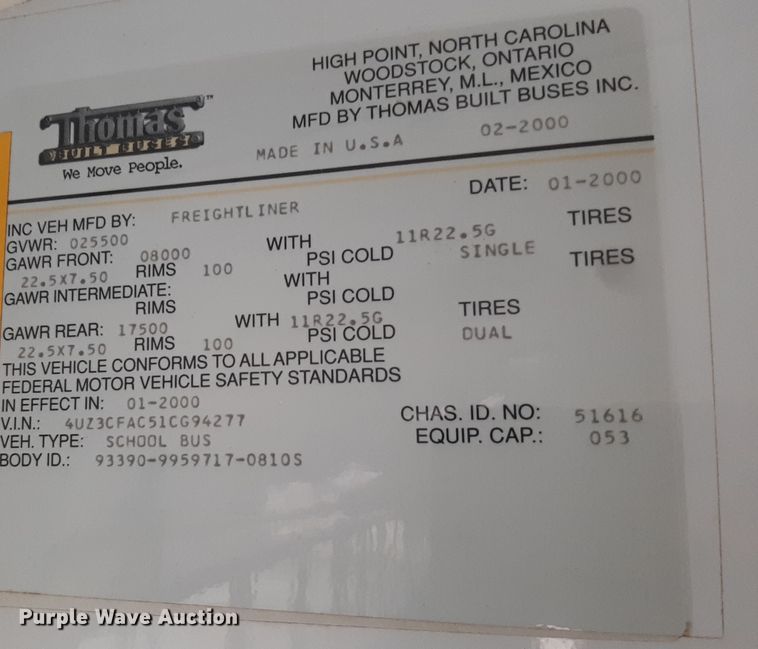 HIGH POINT, NORTH CAROLINA
WOODSTOCK, ONTARIO
MONTERREY, M.L., MEXICO
MFD BY THOMAS BUILT BUSES INC.
Thomas™
BUILT BUSES
We Move People.
MADE IN U.S.A 02-2000
INC VEH MFD BY: FREIGHTLINER DATE: 01-2000
GVWR: 025500
GAWR FRONT: 08000 WITH 11R22.5G TIRES
22.5X7.50 RIMS 100 PSI COLD SINGLE
GAWR INTERMEDIATE: WITH TIRES
RIMS PSI COLD
GAWR REAR: 17500 WITH 11R22.5G TIRES
22.5X7.50 RIMS 100 PSI COLD DUAL
THIS VEHICLE CONFORMS TO ALL APPLICABLE
FEDERAL MOTOR VEHICLE SAFETY STANDARDS
IN EFFECT IN: 01-2000
V.I.N.: 4UZ3CFAC51CG94277 CHAS. ID. NO: 51616
VEH. TYPE: SCHOOL BUS EQUIP. CAP.: 053
BODY ID.: 93390-9959717-0810S
Purple Wave Auction